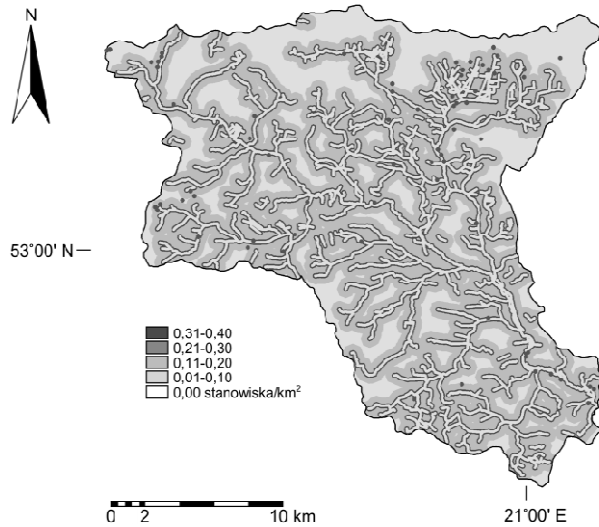 N
53°00' N
0,31-0,40
0,21-0,30
0,11-0,20
0,01-0,10
0,00 stanowiska/km²
0 2 10 km
21°00' E